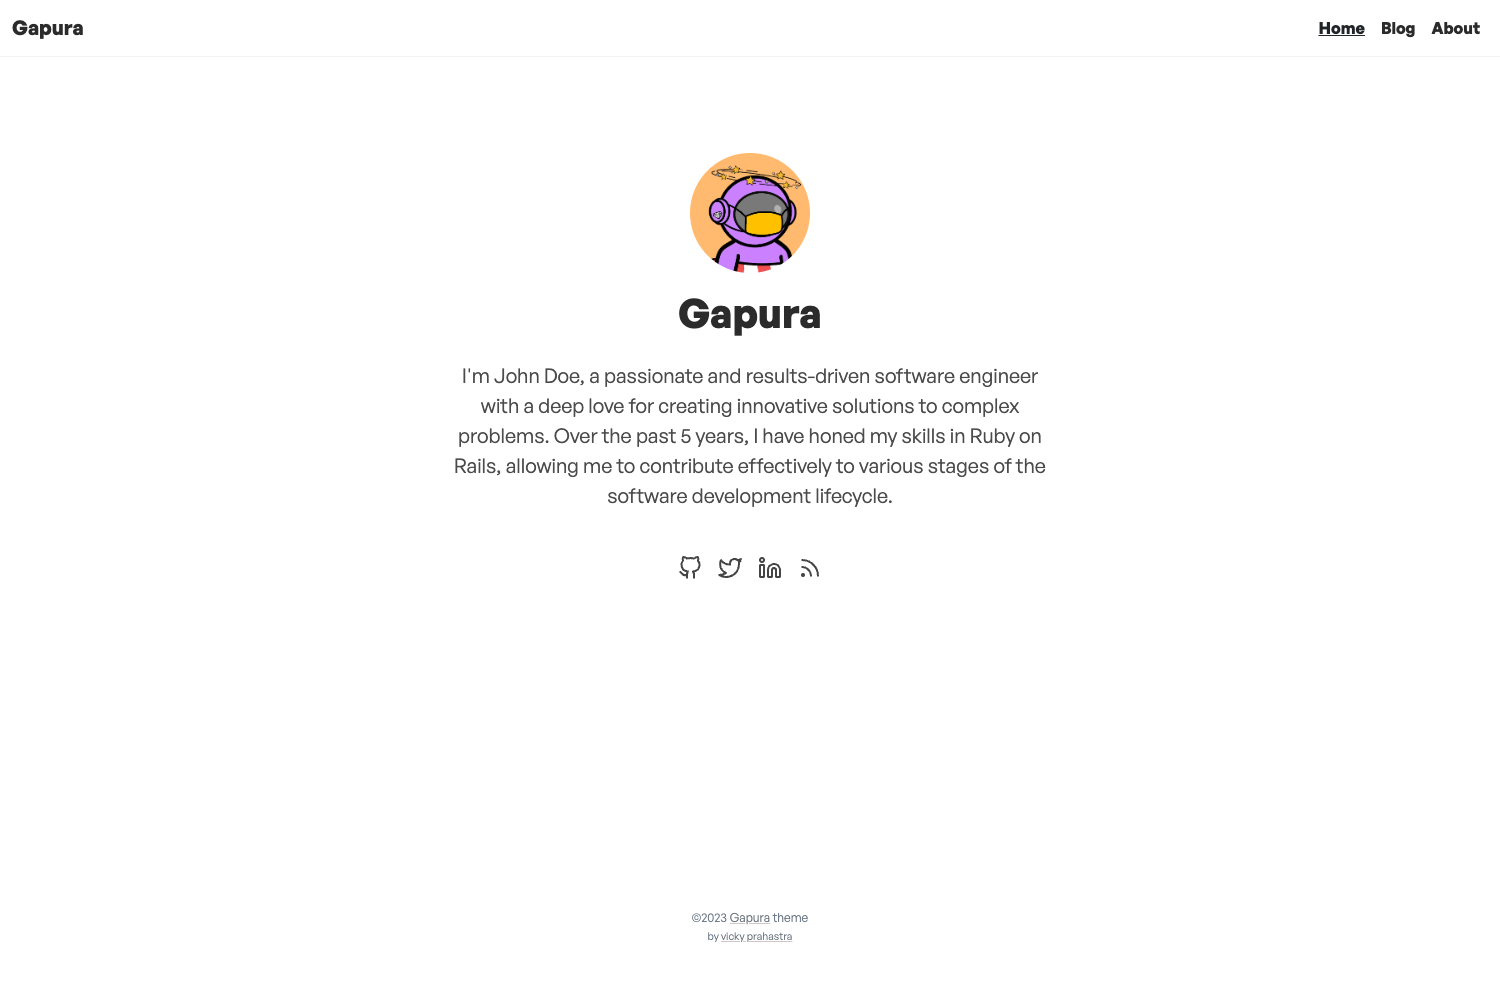 Gapura
Home Blog About
Gapura
I'm John Doe, a passionate and results-driven software engineer
with a deep love for creating innovative solutions to complex
problems. Over the past 5 years, I have honed my skills in Ruby on
Rails, allowing me to contribute effectively to various stages of the
software development lifecycle.
©2023 Gapura theme
by vicky prahastra